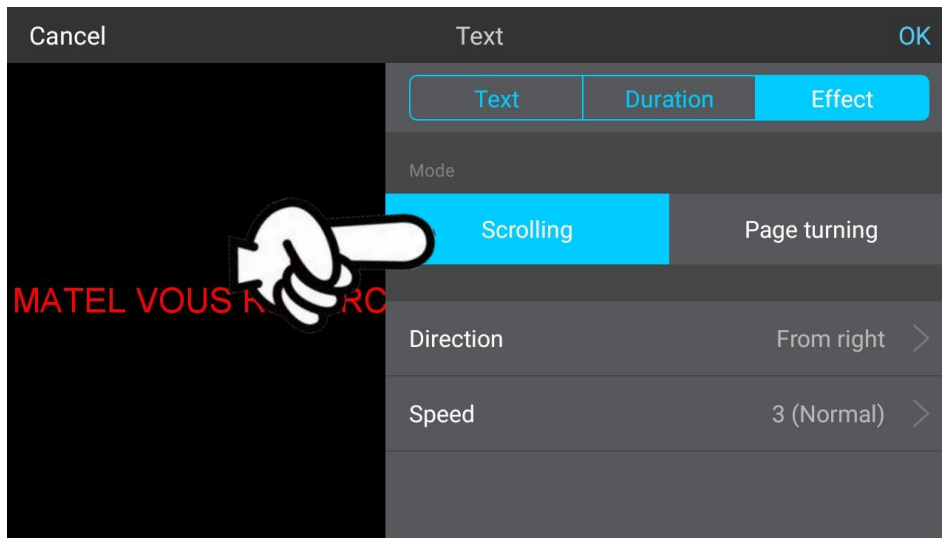 Cancel Text OK
Text Duration Effect
Mode
Scrolling Page turning
MATEL VOUS
Direction From right
Speed 3 (Normal)